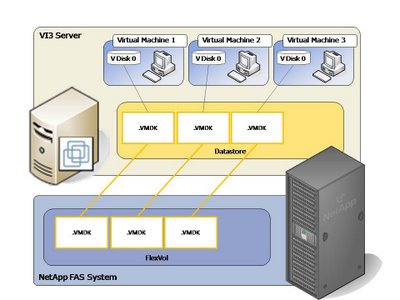 VI3 Server
Virtual Machine 1
Virtual Machine 2
Virtual Machine 3
V Disk 0
V Disk 0
V Disk 0
.VMDK
.VMDK
.VMDK
Datastore
.VMDK
.VMDK
.VMDK
FlexVol
NetApp
NetApp FAS System